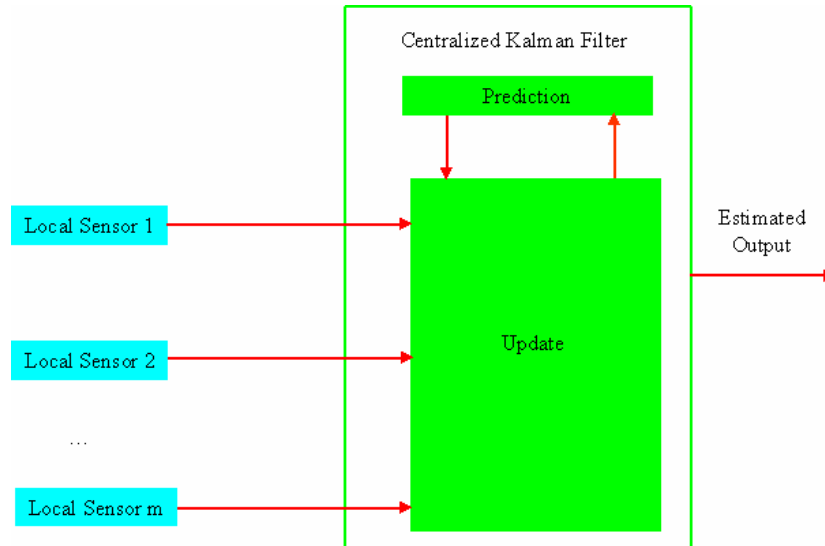 Centralized Kalman Filter
Prediction
Local Sensor 1
Estimated
Output
Update
Local Sensor 2
...
Local Sensor m